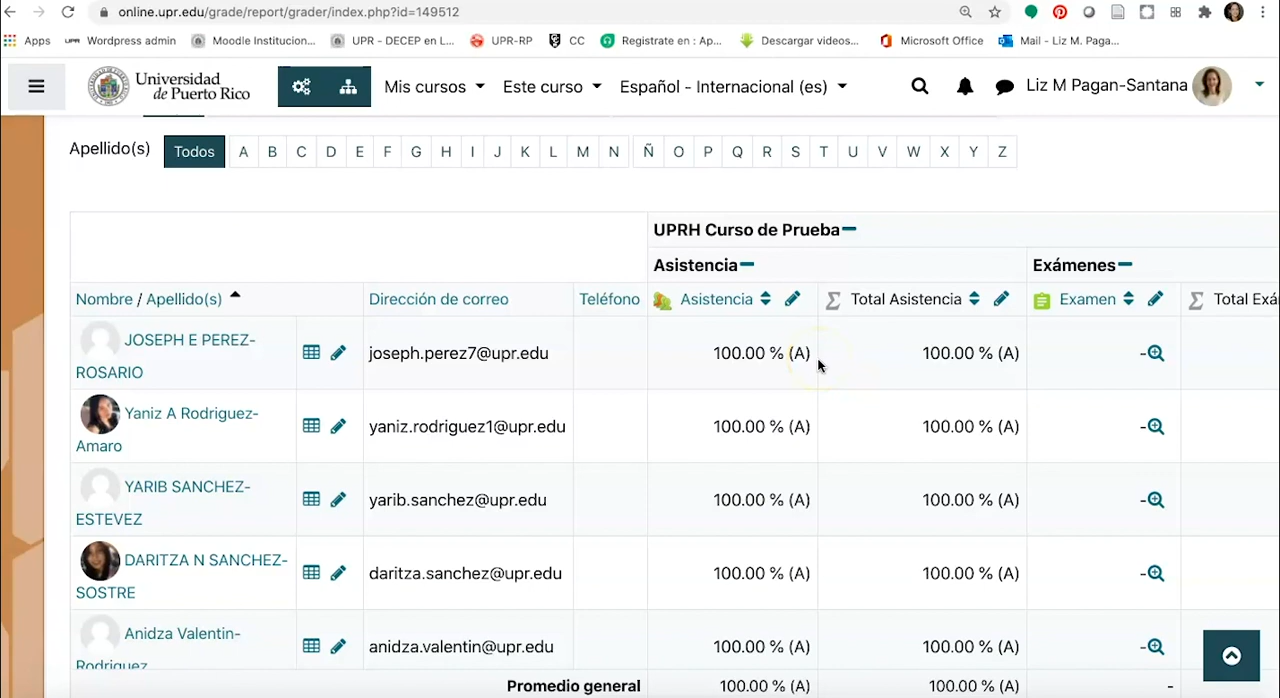 online.upr.edu/grade/report/grader/index.php?id=149512
Apps Wordpress admin Moodle Institucion... UPR - DECEP en L... UPR-RP CC Registrate en : Ap... Descargar videos... Microsoft Office Mail - Liz M. Paga...
Universidad
de Puerto Rico
Mis cursos Este curso Español - Internacional (es) Liz M Pagan-Santana
Apellido(s) Todos A B C D E F G H I J K L M N Ñ O P Q R S T U V W X Y Z
UPRH Curso de Prueba
Asistencia Exámenes
Nombre / Apellido(s) Dirección de correo Teléfono Asistencia Total Asistencia Examen Total Exá
JOSEPH E PEREZ-
ROSARIO
joseph.perez7@upr.edu 100.00 % (A) 100.00 % (A) -
Yaniz A Rodriguez-
Amaro
yaniz.rodriguez1@upr.edu 100.00 % (A) 100.00 % (A) -
YARIB SANCHEZ-
ESTEVEZ
yarib.sanchez@upr.edu 100.00 % (A) 100.00 % (A) -
DARITZA N SANCHEZ-
SOSTRE
daritza.sanchez@upr.edu 100.00 % (A) 100.00 % (A) -
Anidza Valentin-
Rodriguez
anidza.valentin@upr.edu 100.00 % (A) 100.00 % (A) -
Promedio general 100.00 % (A) 100.00 % (A) -